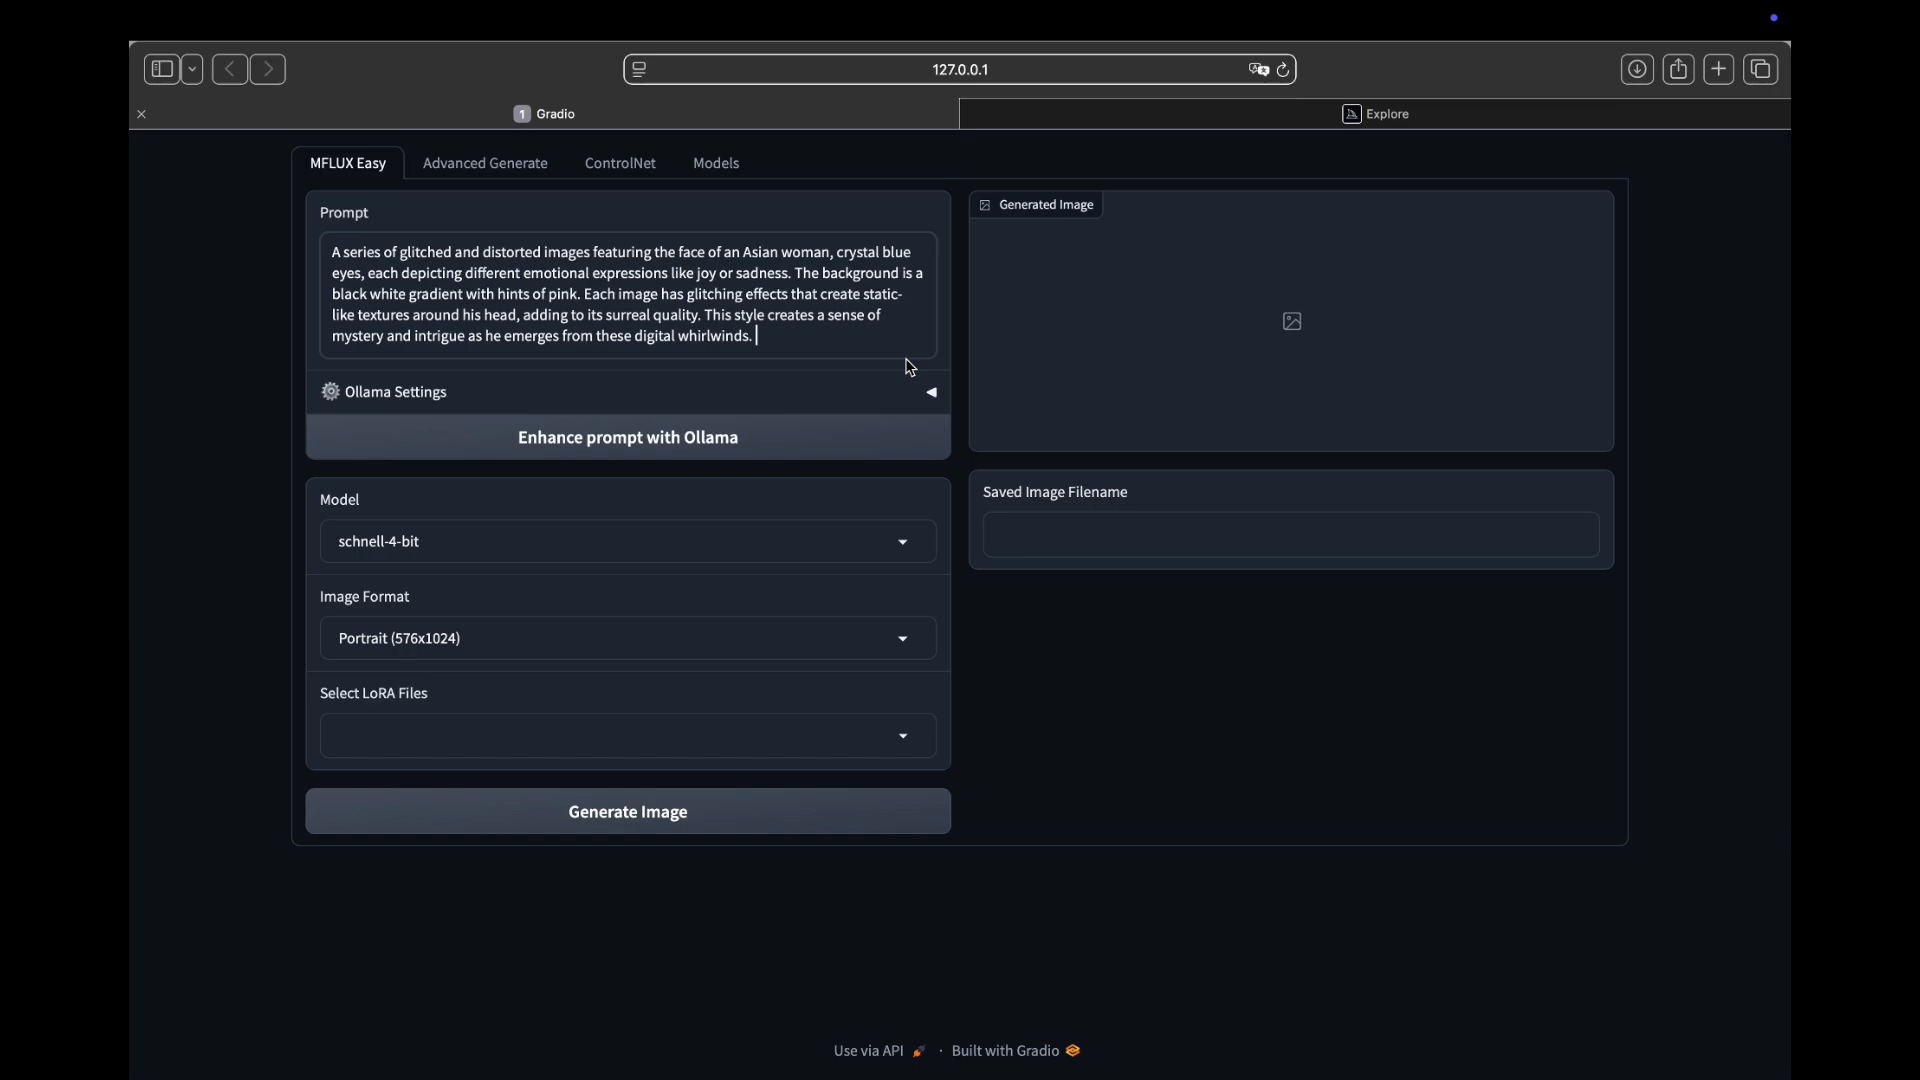 127.0.0.1
1 Gradio
Explore
MFLUX Easy
Advanced Generate
ControlNet
Models
Prompt
A series of glitched and distorted images featuring the face of an Asian woman, crystal blue
eyes, each depicting different emotional expressions like joy or sadness. The background is a
black white gradient with hints of pink. Each image has glitching effects that create static-
like textures around his head, adding to its surreal quality. This style creates a sense of
mystery and intrigue as he emerges from these digital whirlwinds.
Ollama Settings
Enhance prompt with Ollama
Model
schnell-4-bit
Image Format
Portrait (576x1024)
Select LoRA Files
Generate Image
Generated Image
Saved Image Filename
Use via API · Built with Gradio